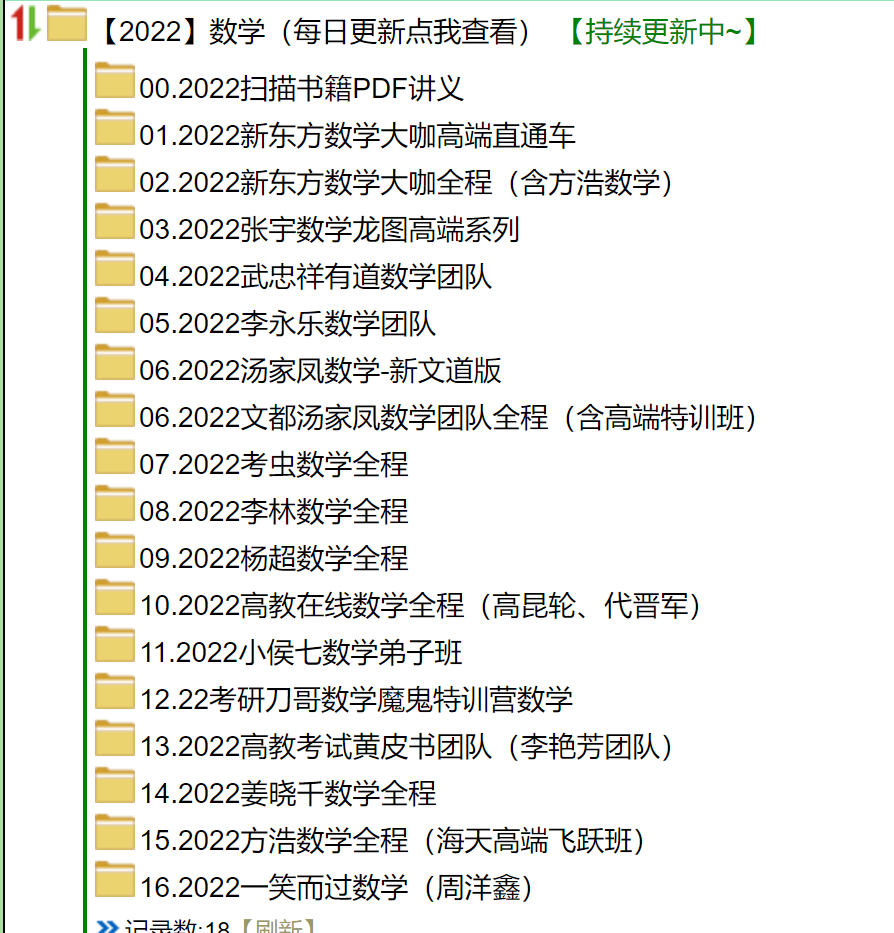 【2022】数学（每日更新点我查看） 【持续更新中~】
00.2022扫描书籍PDF讲义
01.2022新东方数学大咖高端直通车
02.2022新东方数学大咖全程（含方浩数学）
03.2022张宇数学龙图高端系列
04.2022武忠祥有道数学团队
05.2022李永乐数学团队
06.2022汤家凤数学-新文道版
06.2022文都汤家凤数学团队全程（含高端特训班）
07.2022考虫数学全程
08.2022李林数学全程
09.2022杨超数学全程
10.2022高教在线数学全程（高昆轮、代晋军）
11.2022小侯七数学弟子班
12.22考研刀哥数学魔鬼特训营数学
13.2022高教考试黄皮书团队（李艳芳团队）
14.2022姜晓千数学全程
15.2022方浩数学全程（海天高端飞跃班）
16.2022一笑而过数学（周洋鑫）
记录数:18【刷新】